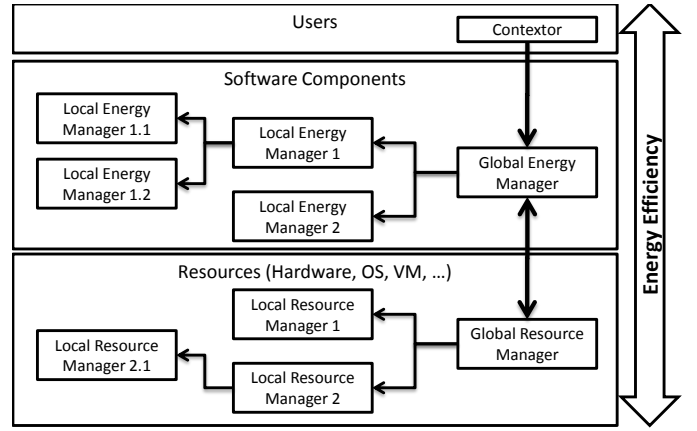 Users
Contextor
Software Components
Local Energy
Manager 1.1
Local Energy
Manager 1
Local Energy
Manager 1.2
Global Energy
Manager
Local Energy
Manager 2
Resources (Hardware, OS, VM, ...)
Local Resource
Manager 1
Local Resource
Manager 2.1
Global Resource
Manager
Local Resource
Manager 2
Energy Efficiency